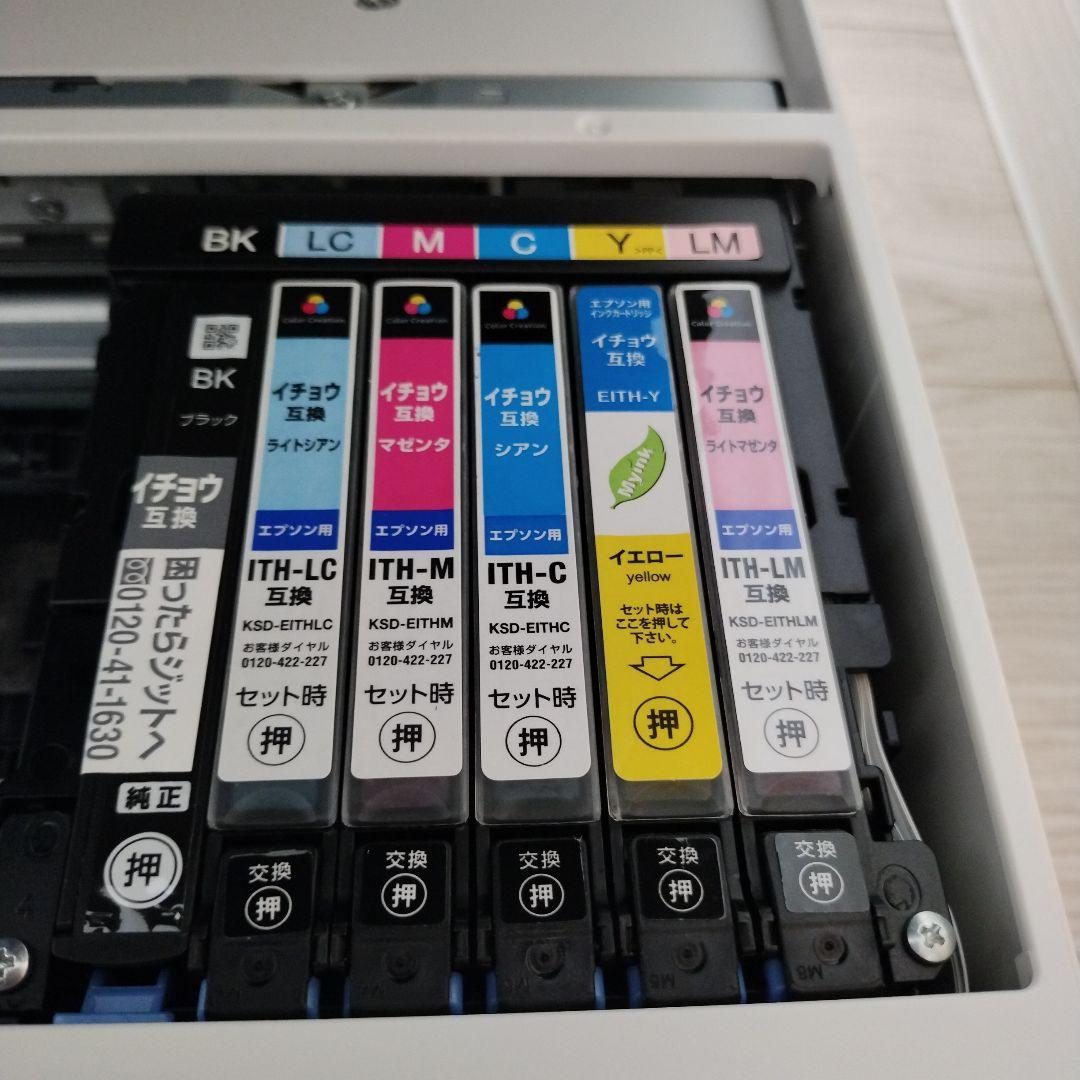 BK LC M C Y LM
BK
ブラック
イチョウ
互換
困ったらジットへ
0120-41-1630
純正
押
Color Creation
イチョウ
互換
ライトシアン
エプソン用
ITH-LC
互換
KSD-EITHLC
お客様ダイヤル
0120-422-227
セット時
押
交換
押
Color Creation
イチョウ
互換
マゼンタ
エプソン用
ITH-M
互換
KSD-EITHM
お客様ダイヤル
0120-422-227
セット時
押
交換
押
Color Creation
イチョウ
互換
シアン
エプソン用
ITH-C
互換
KSD-EITHC
お客様ダイヤル
0120-422-227
セット時
押
交換
押
エプソン用
インクカートリッジ
イチョウ
互換
EITH-Y
Myink
イエロー
yellow
セット時は
ここを押して
下さい。
押
交換
押
Color Creation
イチョウ
互換
ライトマゼンタ
エプソン用
ITH-LM
互換
KSD-EITHLM
お客様ダイヤル
0120-422-227
セット時
押
交換
押